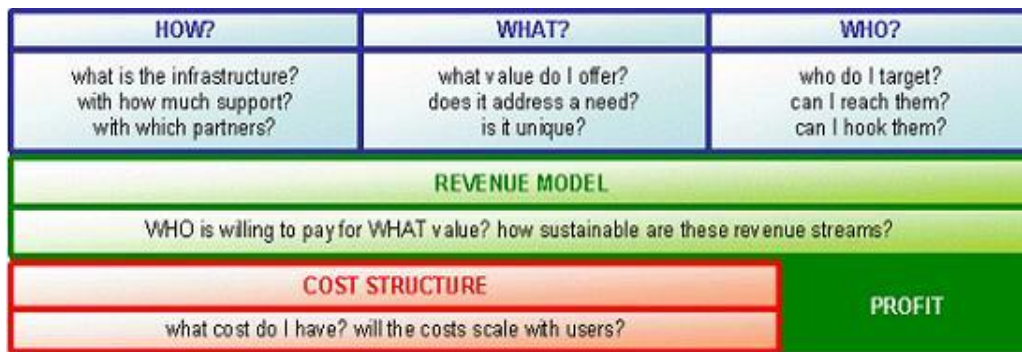 HOW?
WHAT?
WHO?
what is the infrastructure?
with how much support?
with which partners?
what value do I offer?
does it address a need?
is it unique?
who do I target?
can I reach them?
can I hook them?
REVENUE MODEL
WHO is willing to pay for WHAT value? how sustainable are these revenue streams?
COST STRUCTURE
what cost do I have? will the costs scale with users?
PROFIT